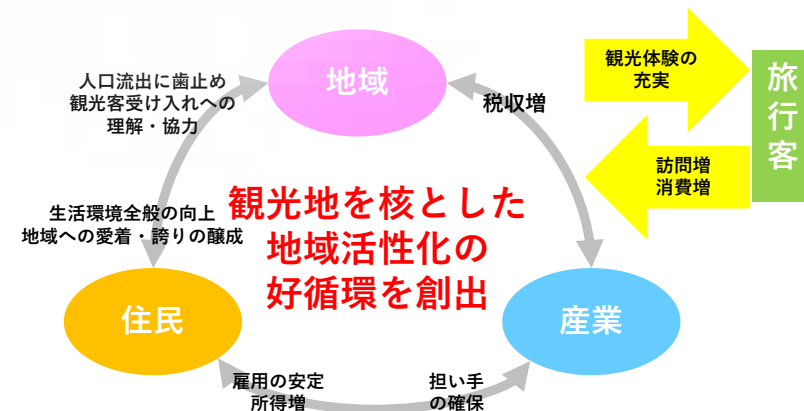 地域
人口流出に歯止め
観光客受け入れへの
理解・協力
税収増
観光体験の
充実
旅行客
訪問増
消費増
生活環境全般の向上
地域への愛着・誇りの醸成
観光地を核とした
地域活性化の
好循環を創出
住民
産業
雇用の安定
所得増
担い手
の確保